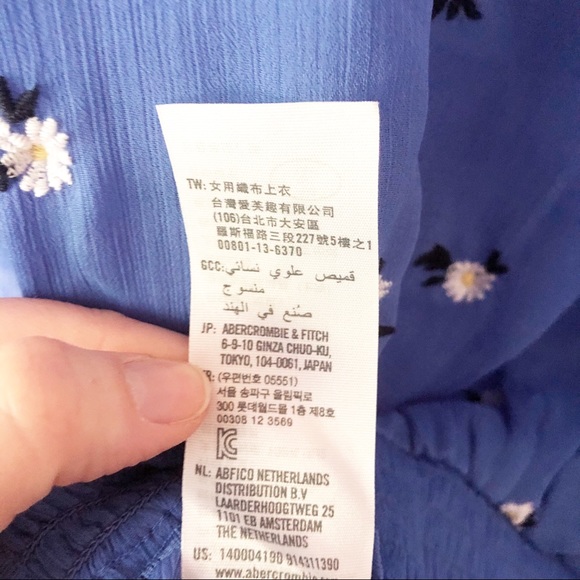 TW: 女用織布上衣
台灣愛芙趣有限公司
(106)台北市大安區
羅斯福路三段227號5樓之1
00801-13-6370
GCC: قميص علوي نسائي
منسوج
صُنع في الهند
JP: ABERCROMBIE & FITCH
6-9-10 GINZA CHUO-KU,
TOKYO, 104-0061, JAPAN
(우편번호 05551)
서울 송파구 올림픽로
300 롯데월드몰 1층 제8호
00308 12 3569
NL: ABFICO NETHERLANDS
DISTRIBUTION B.V
LAARDERHOOGTWEG 25
1101 EB AMSTERDAM
THE NETHERLANDS
US: 140004190 914311390
www.abercrombie